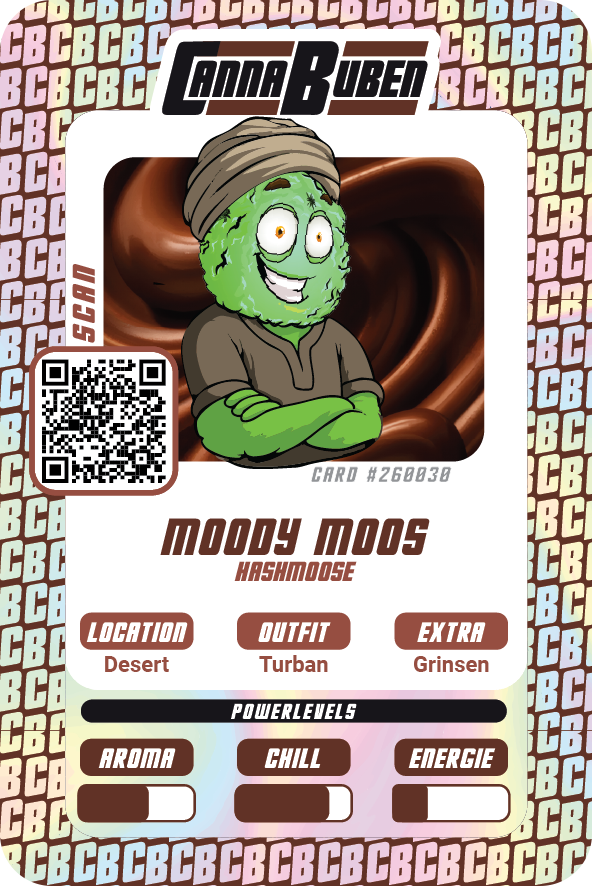 CANNABUBEN
SCAN
CARD #260030
MOODY MOOS
HASHMOOSE
LOCATION OUTFIT EXTRA
Desert Turban Grinsen
POWERLEVELS
AROMA CHILL ENERGIE